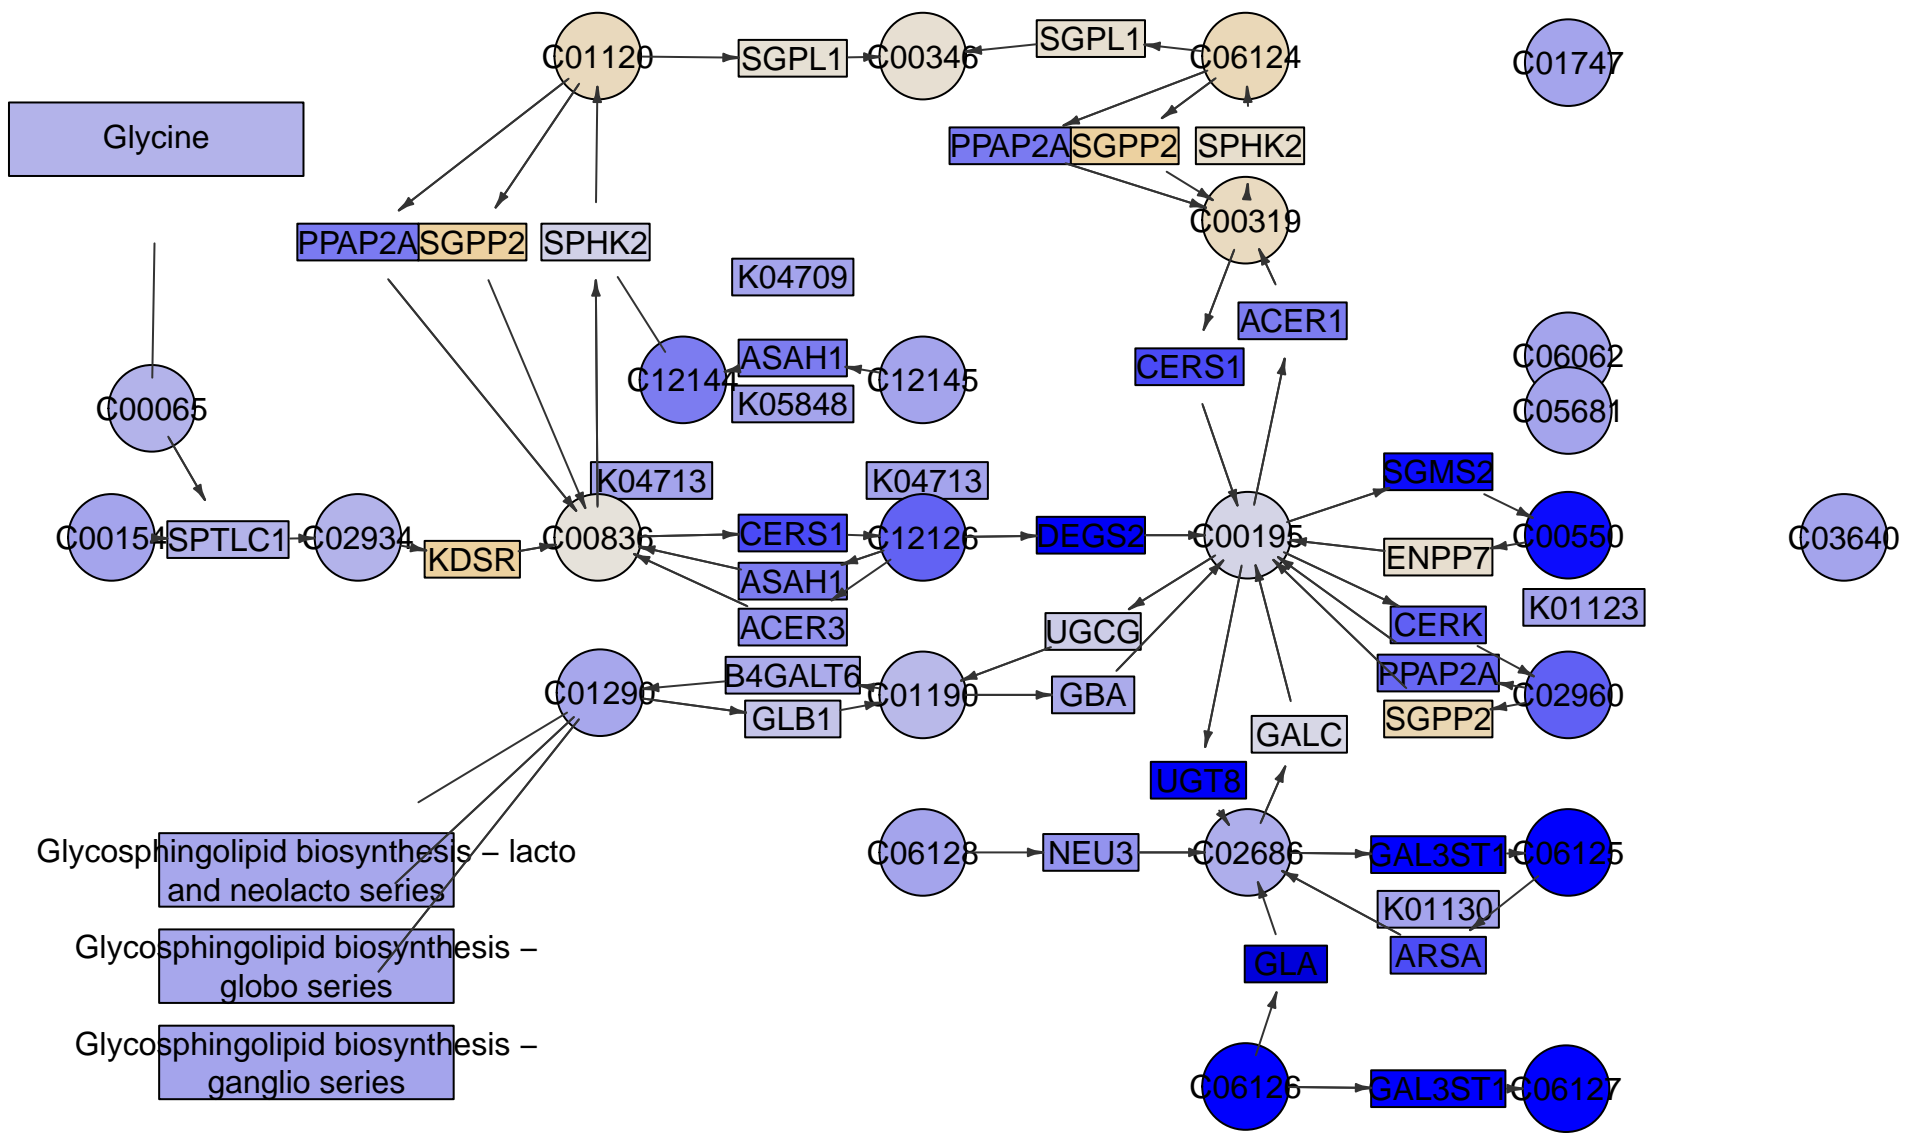 C01120
SGPL1
C00346
SGPL1
C06124
C01747
Glycine
PPAP2A
SGPP2
SPHK2
C00319
PPAP2A
SGPP2
SPHK2
K04709
ACER1
CERS1
C06062
C12144
ASAH1
C12145
K05848
C00065
C05681
K04713
K04713
SGMS2
C00154
SPTLC1
C02934
KDSR
C00836
CERS1
C12126
DEGS2
C00195
ENPP7
C00550
C03640
ASAH1
ACER3
UGCG
CERK
K01123
B4GALT6
PPAP2A
C01290
C01190
GBA
C02960
GLB1
SGPP2
GALC
UGT8
Glycosphingolipid biosynthesis – lacto
and neolacto series
C06128
NEU3
C02686
GAL3ST1
C06125
K01130
Glycosphingolipid biosynthesis –
globo series
GLA
ARSA
Glycosphingolipid biosynthesis –
ganglio series
C06126
GAL3ST1
C06127